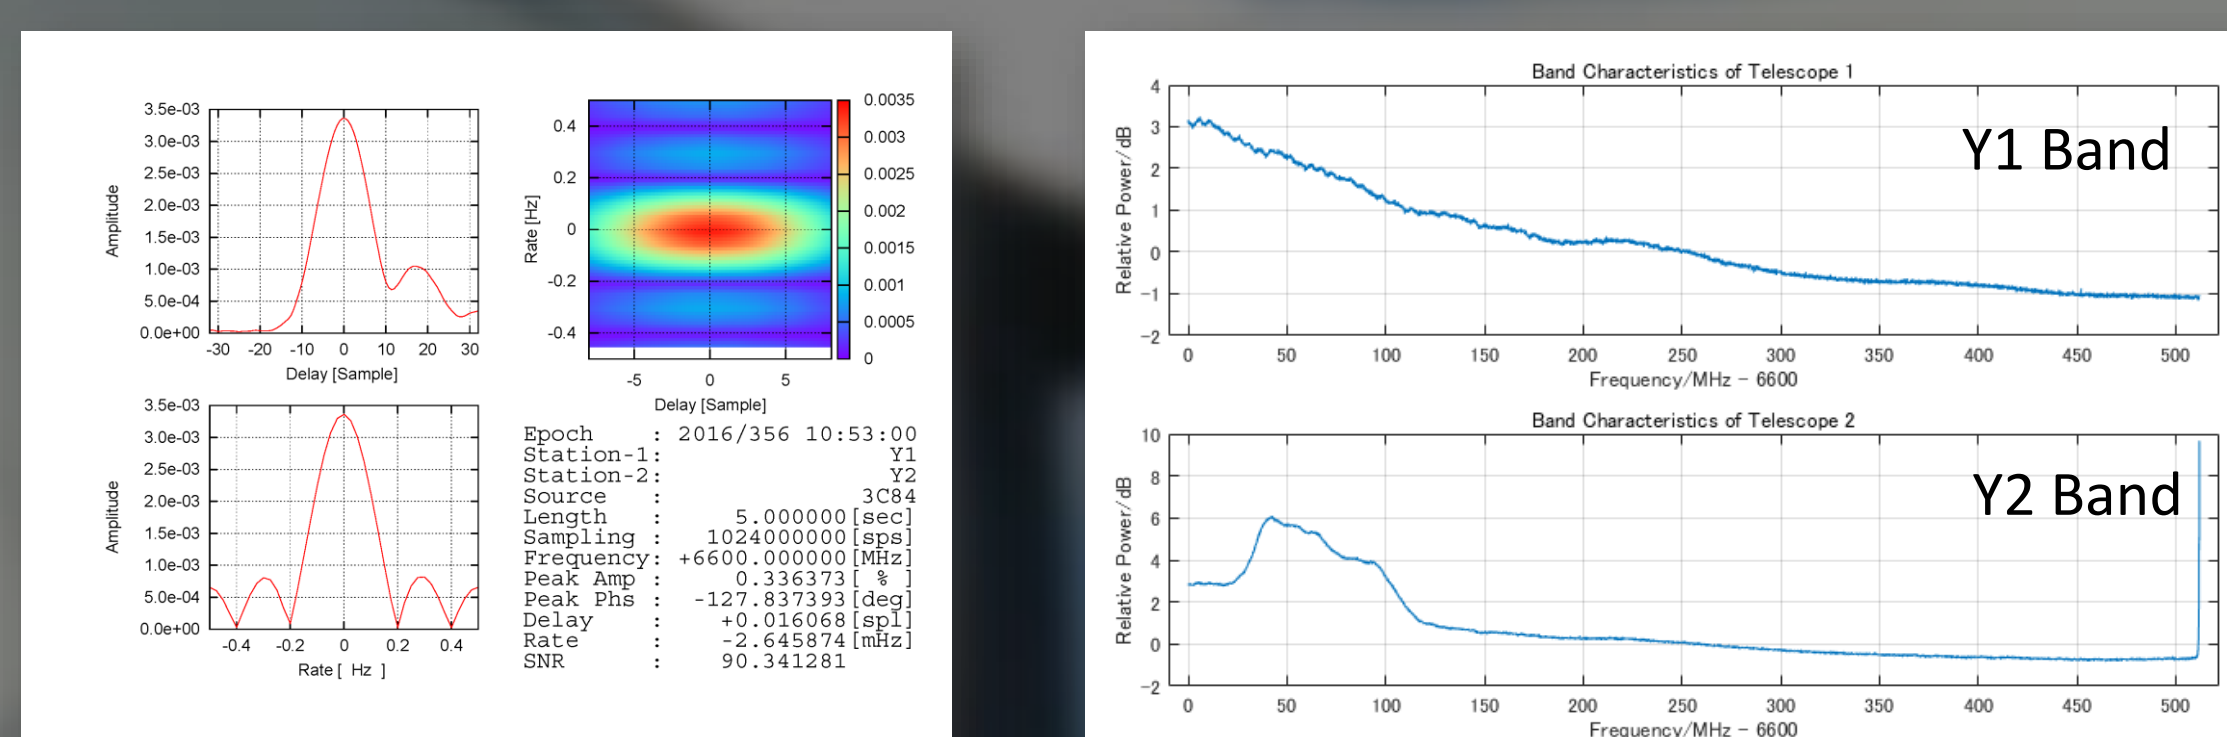 3.5e-03
3.0e-03
2.5e-03
2.0e-03
1.5e-03
1.0e-03
5.0e-04
0.0e+00
Amplitude
-30 -20 -10 0 10 20 30
Delay [Sample]
0.4
0.2
0
-0.2
-0.4
Rate [Hz]
-5 0 5
Delay [Sample]
0.0035
0.003
0.0025
0.002
0.0015
0.001
0.0005
0
3.5e-03
3.0e-03
2.5e-03
2.0e-03
1.5e-03
1.0e-03
5.0e-04
0.0e+00
Amplitude
-0.4 -0.2 0 0.2 0.4
Rate [ Hz ]
Epoch : 2016/356 10:53:00
Station-1: Y1
Station-2: Y2
Source : 3C84
Length : 5.000000[sec]
Sampling : 1024000000[sps]
Frequency: +6600.000000[MHz]
Peak Amp : 0.336373[ % ]
Peak Phs : -127.837393[deg]
Delay : +0.016068[spl]
Rate : -2.645874[mHz]
SNR : 90.341281
Band Characteristics of Telescope 1
4
3
2
1
0
-1
-2
Relative Power/dB
Y1 Band
0 50 100 150 200 250 300 350 400 450 500
Frequency/MHz - 6600
Band Characteristics of Telescope 2
10
8
6
4
2
0
-2
Relative Power/dB
Y2 Band
0 50 100 150 200 250 300 350 400 450 500
Frequency/MHz - 6600